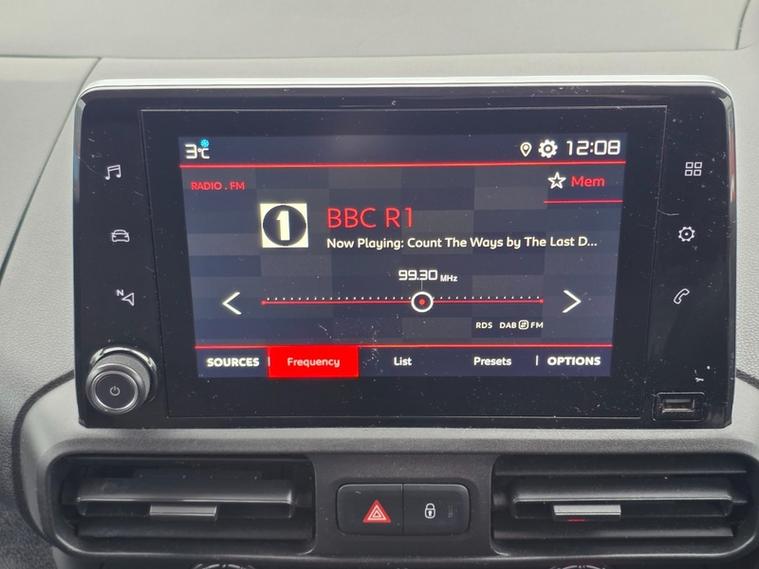 3°C
12:08
RADIO . FM
Mem
1
BBC R1
Now Playing: Count The Ways by The Last D...
99.30 MHz
N
RDS DAB FM
SOURCES Frequency List Presets OPTIONS